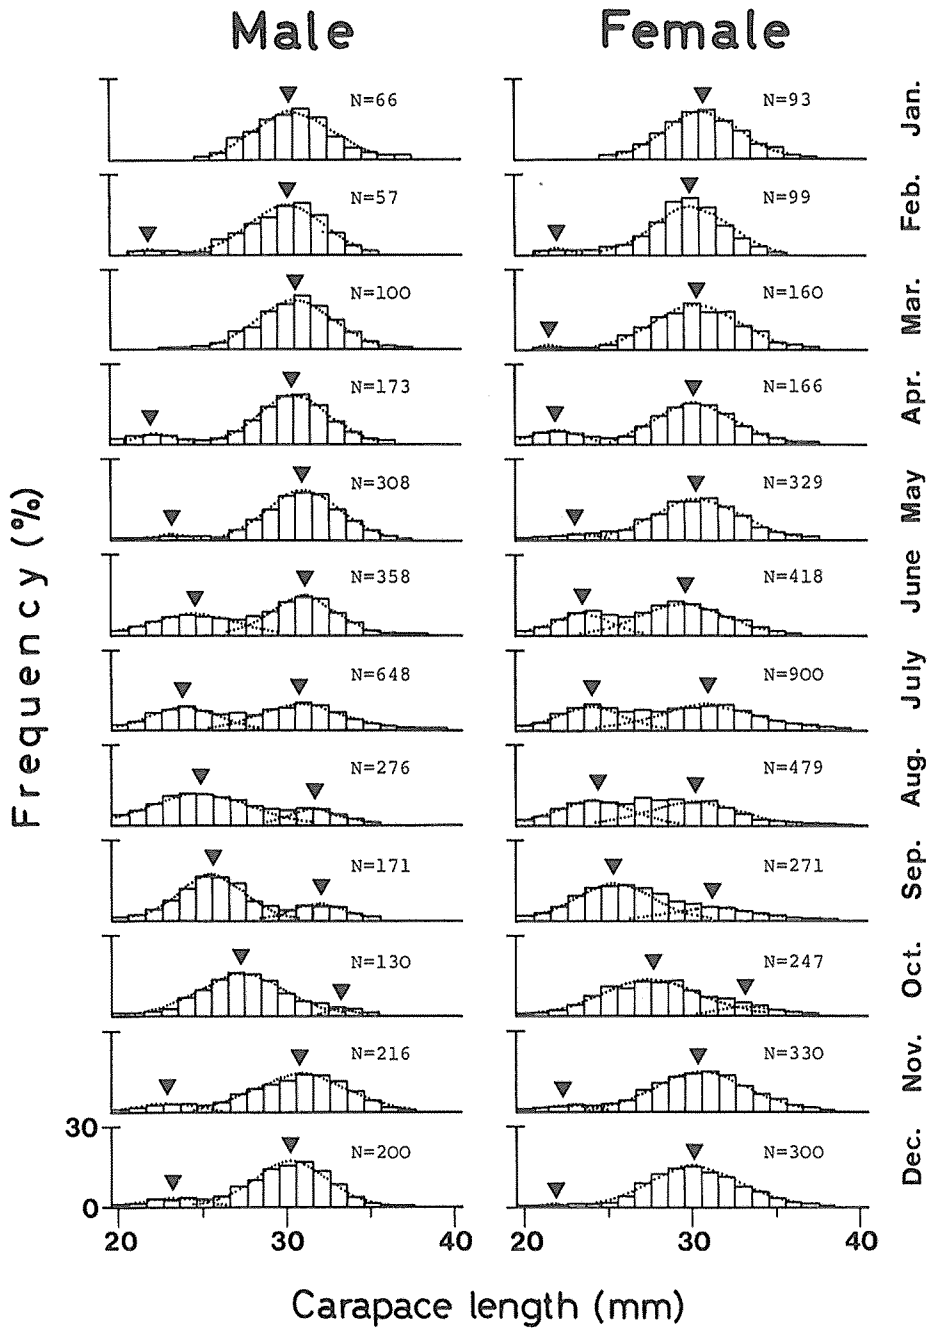 Male Female
N=66 N=93 Jan.
N=57 N=99 Feb.
N=100 N=160 Mar.
N=173 N=166 Apr.
N=308 N=329 May
N=358 N=418 June
N=648 N=900 July
N=276 N=479 Aug.
N=171 N=271 Sep.
N=130 N=247 Oct.
N=216 N=330 Nov.
N=200 N=300 Dec.
Frequency (%)
30
0
20 30 40 20 30 40
Carapace length (mm)